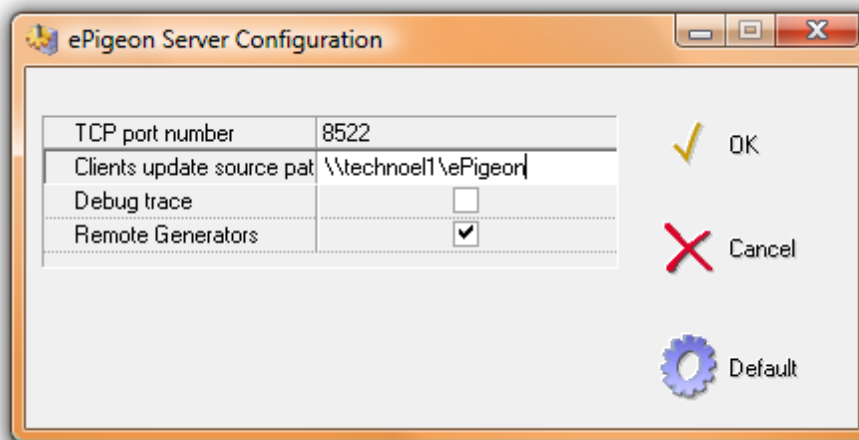 ePigeon Server Configuration
TCP port number 8522
Clients update source pat \\technoel1\ePigeon
Debug trace
Remote Generators
OK
Cancel
Default